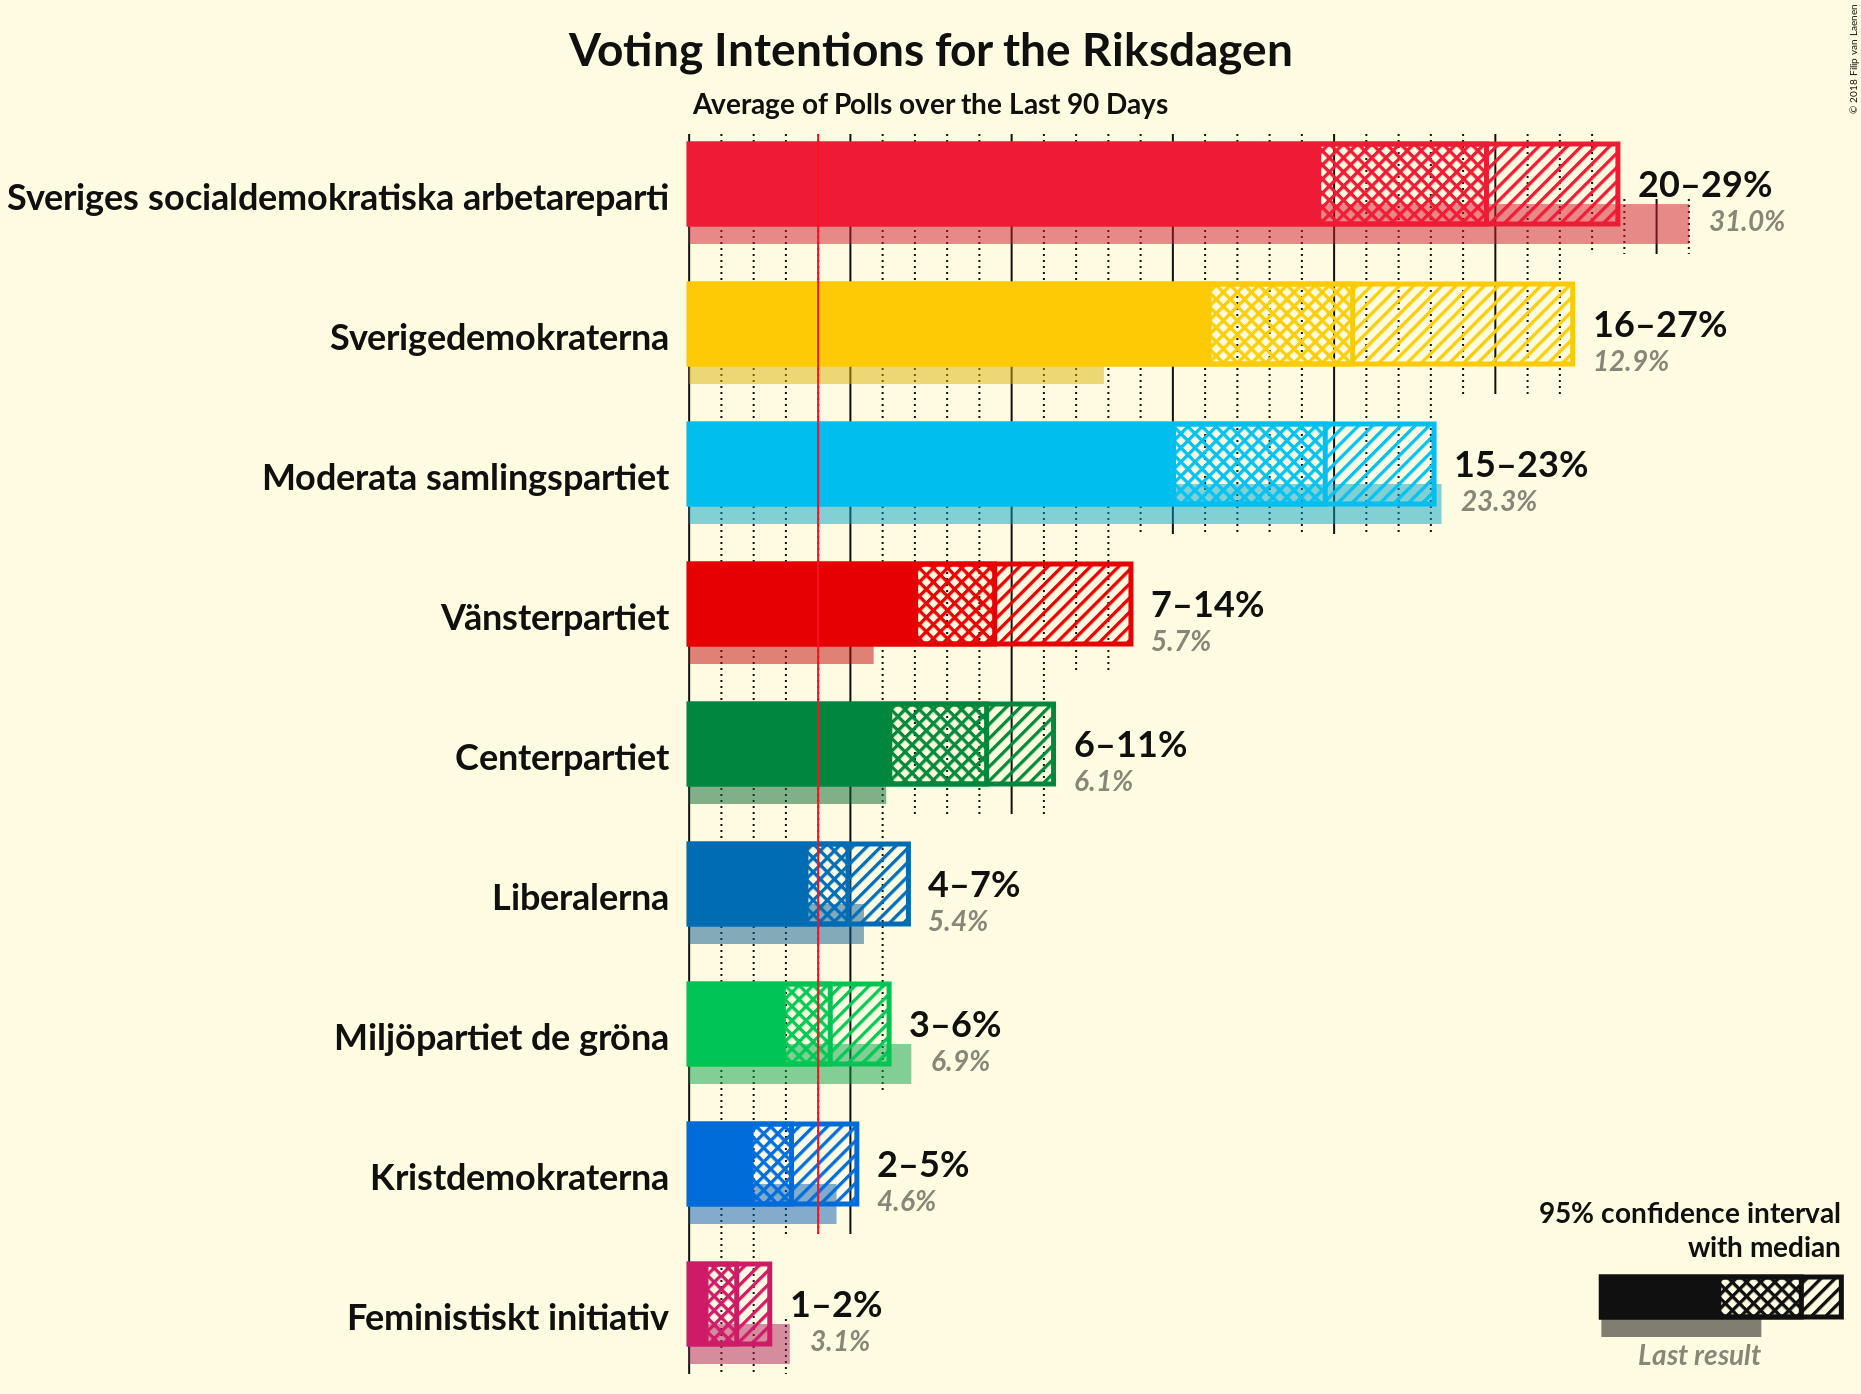 Voting Intentions for the Riksdagen
Average of Polls over the Last 90 Days
© 2018 Filip van Laenen
Sveriges socialdemokratiska arbetareparti
20–29%
31.0%
Sverigedemokraterna
16–27%
12.9%
Moderata samlingspartiet
15–23%
23.3%
Vänsterpartiet
7–14%
5.7%
Centerpartiet
6–11%
6.1%
Liberalerna
4–7%
5.4%
Miljöpartiet de gröna
3–6%
6.9%
Kristdemokraterna
2–5%
4.6%
Feministiskt initiativ
1–2%
3.1%
95% confidence interval
with median
Last result